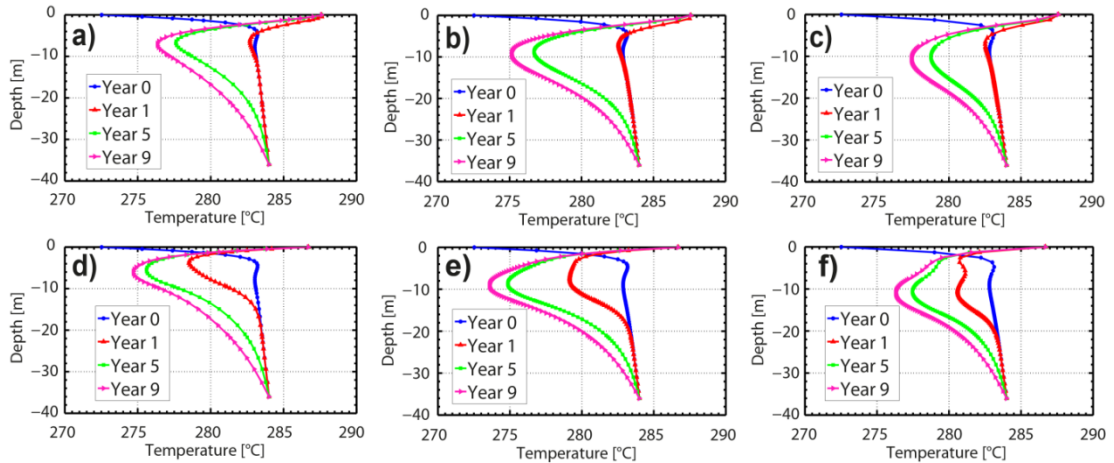 a)
0
−10
−20
−30
−40
Depth [m]
Year 0
Year 1
Year 5
Year 9
270
275
280
285
290
Temperature [°C]
b)
0
−10
−20
−30
−40
Depth [m]
Year 0
Year 1
Year 5
Year 9
270
275
280
285
290
Temperature [°C]
c)
0
−10
−20
−30
−40
Depth [m]
Year 0
Year 1
Year 5
Year 9
270
275
280
285
290
Temperature [°C]
d)
0
−10
−20
−30
−40
Depth [m]
Year 0
Year 1
Year 5
Year 9
270
275
280
285
290
Temperature [°C]
e)
0
−10
−20
−30
−40
Depth [m]
Year 0
Year 1
Year 5
Year 9
270
275
280
285
290
Temperature [°C]
f)
0
−10
−20
−30
−40
Depth [m]
Year 0
Year 1
Year 5
Year 9
270
275
280
285
290
Temperature [°C]